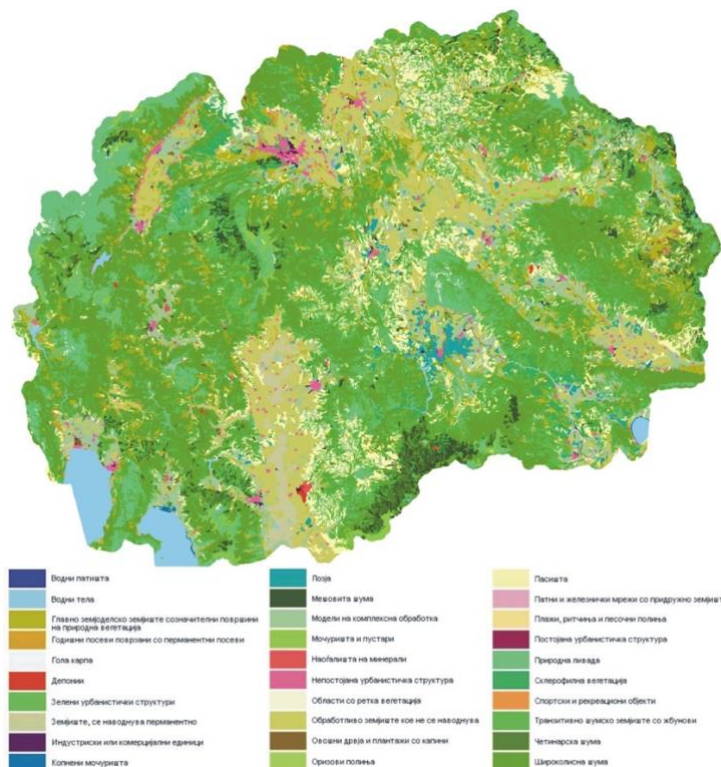 Водни патишта
Водни тела
Главно земјоделско земјиште созначителни површини
на природна вегетација
Годишни посеви поврзани со перманентни посеви
Гола карпа
Депонии
Зелени урбанистички структури
Земјиште, се наводнува перманентно
Индустриски или комерцијални единици
Копнени мочуришта
Лозја
Мешовита шума
Модели на комплексна обработка
Мочуришта и пустари
Наоѓалишта на минерали
Непостојана урбанистичка структура
Области со ретка вегетација
Обработливо земјиште кое не се наводнува
Овошни дрвја и плантажи со капини
Оризови полиња
Пасишта
Патни и железнички мрежи со придружно земјиште
Плажи, ритчиња и песочни полиња
Постојана урбанистичка структура
Природна ливада
Склерофилна вегетација
Спортски и рекреациони објекти
Транзитивно шумско земјиште со жбунови
Четинарска шума
Широколисна шума